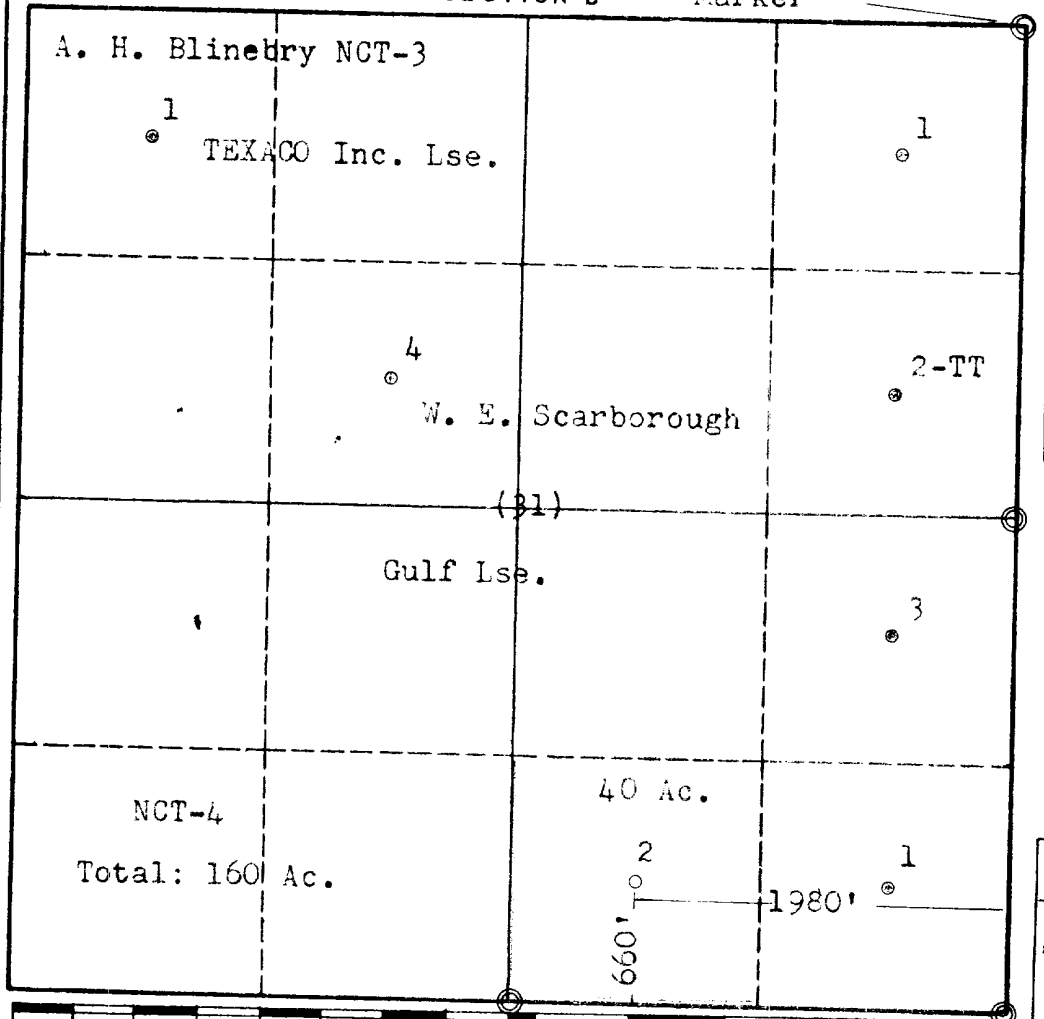 Marker
A. H. Blinebry NCT-3
1
TEXACO Inc. Lse.
1
4
2-TT
W. E. Scarborough
(31)
Gulf Lse.
3
40 Ac.
NCT-4
2
1
Total: 160 Ac.
1980'
660'